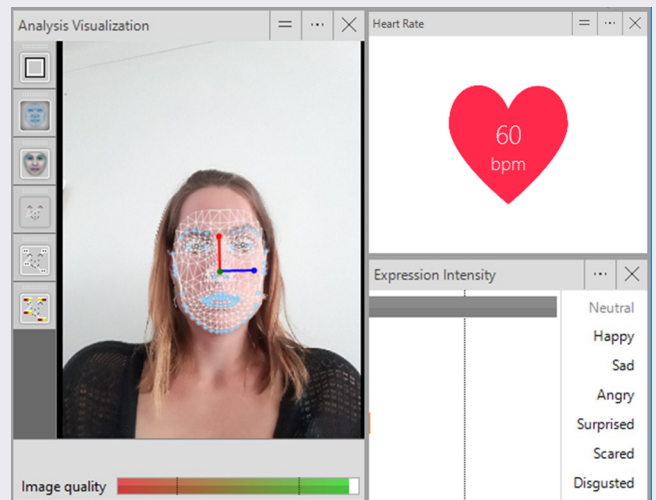 Analysis Visualization
Heart Rate
60
bpm
Expression Intensity
Neutral
Happy
Sad
Angry
Surprised
Scared
Disgusted
Image quality